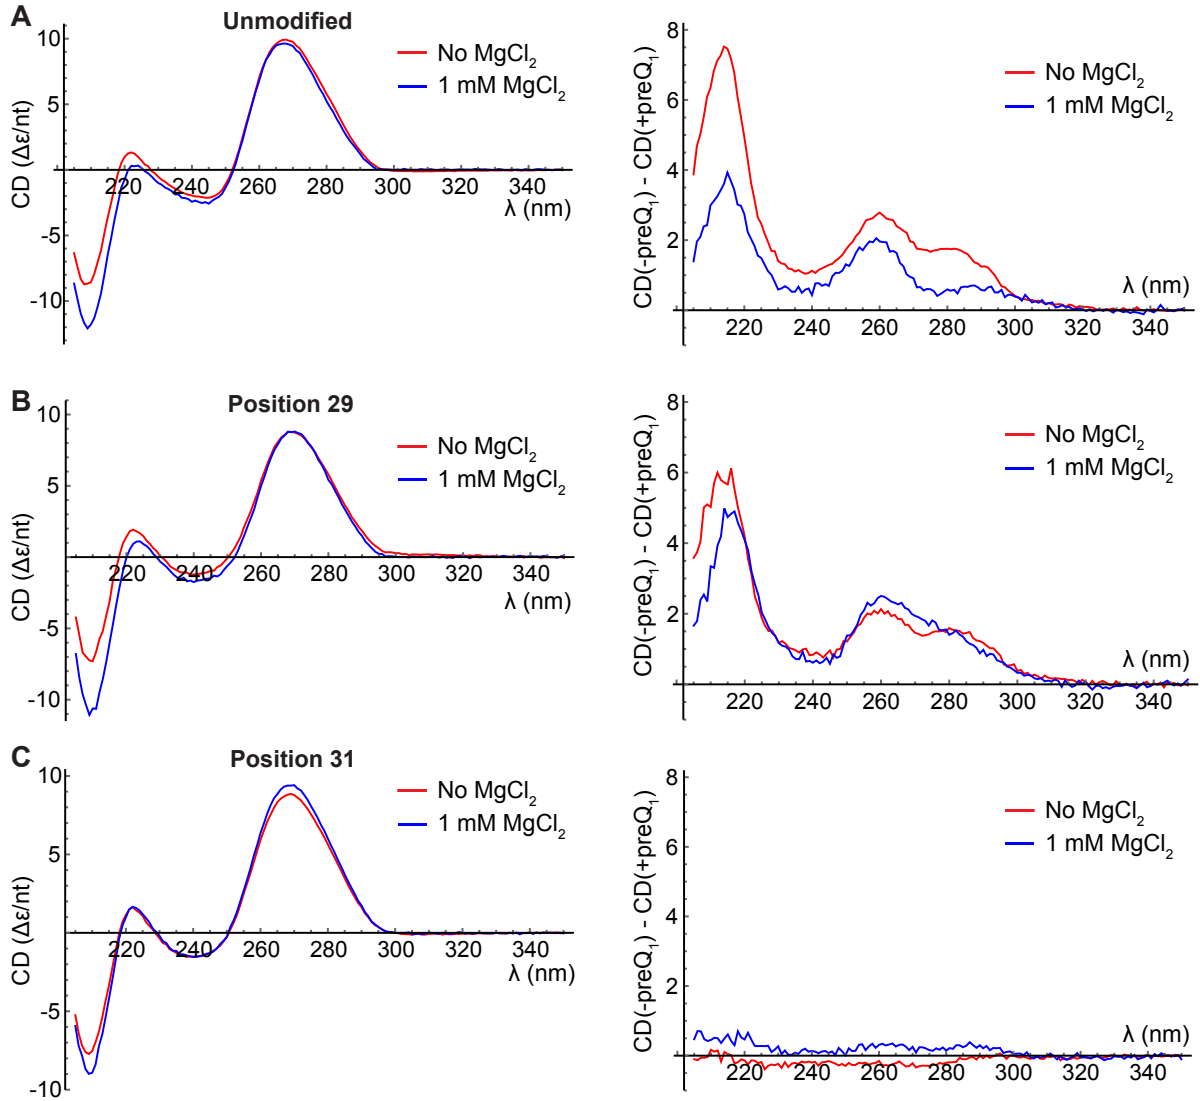 A
Unmodified
CD (Δε/nt)
10
5
-5
-10
220 240 260 280 300 320 340
λ (nm)
No MgCl₂
1 mM MgCl₂
CD(-preQ₁) - CD(+preQ₁)
8
6
4
2
220 240 260 280 300 320 340
λ (nm)
No MgCl₂
1 mM MgCl₂
B
Position 29
CD (Δε/nt)
10
5
-5
-10
220 240 260 280 300 320 340
λ (nm)
No MgCl₂
1 mM MgCl₂
CD(-preQ₁) - CD(+preQ₁)
8
6
4
2
220 240 260 280 300 320 340
λ (nm)
No MgCl₂
1 mM MgCl₂
C
Position 31
CD (Δε/nt)
10
5
-5
-10
220 240 260 280 300 320 340
λ (nm)
No MgCl₂
1 mM MgCl₂
CD(-preQ₁) - CD(+preQ₁)
8
6
4
2
220 240 260 280 300 320 340
λ (nm)
No MgCl₂
1 mM MgCl₂